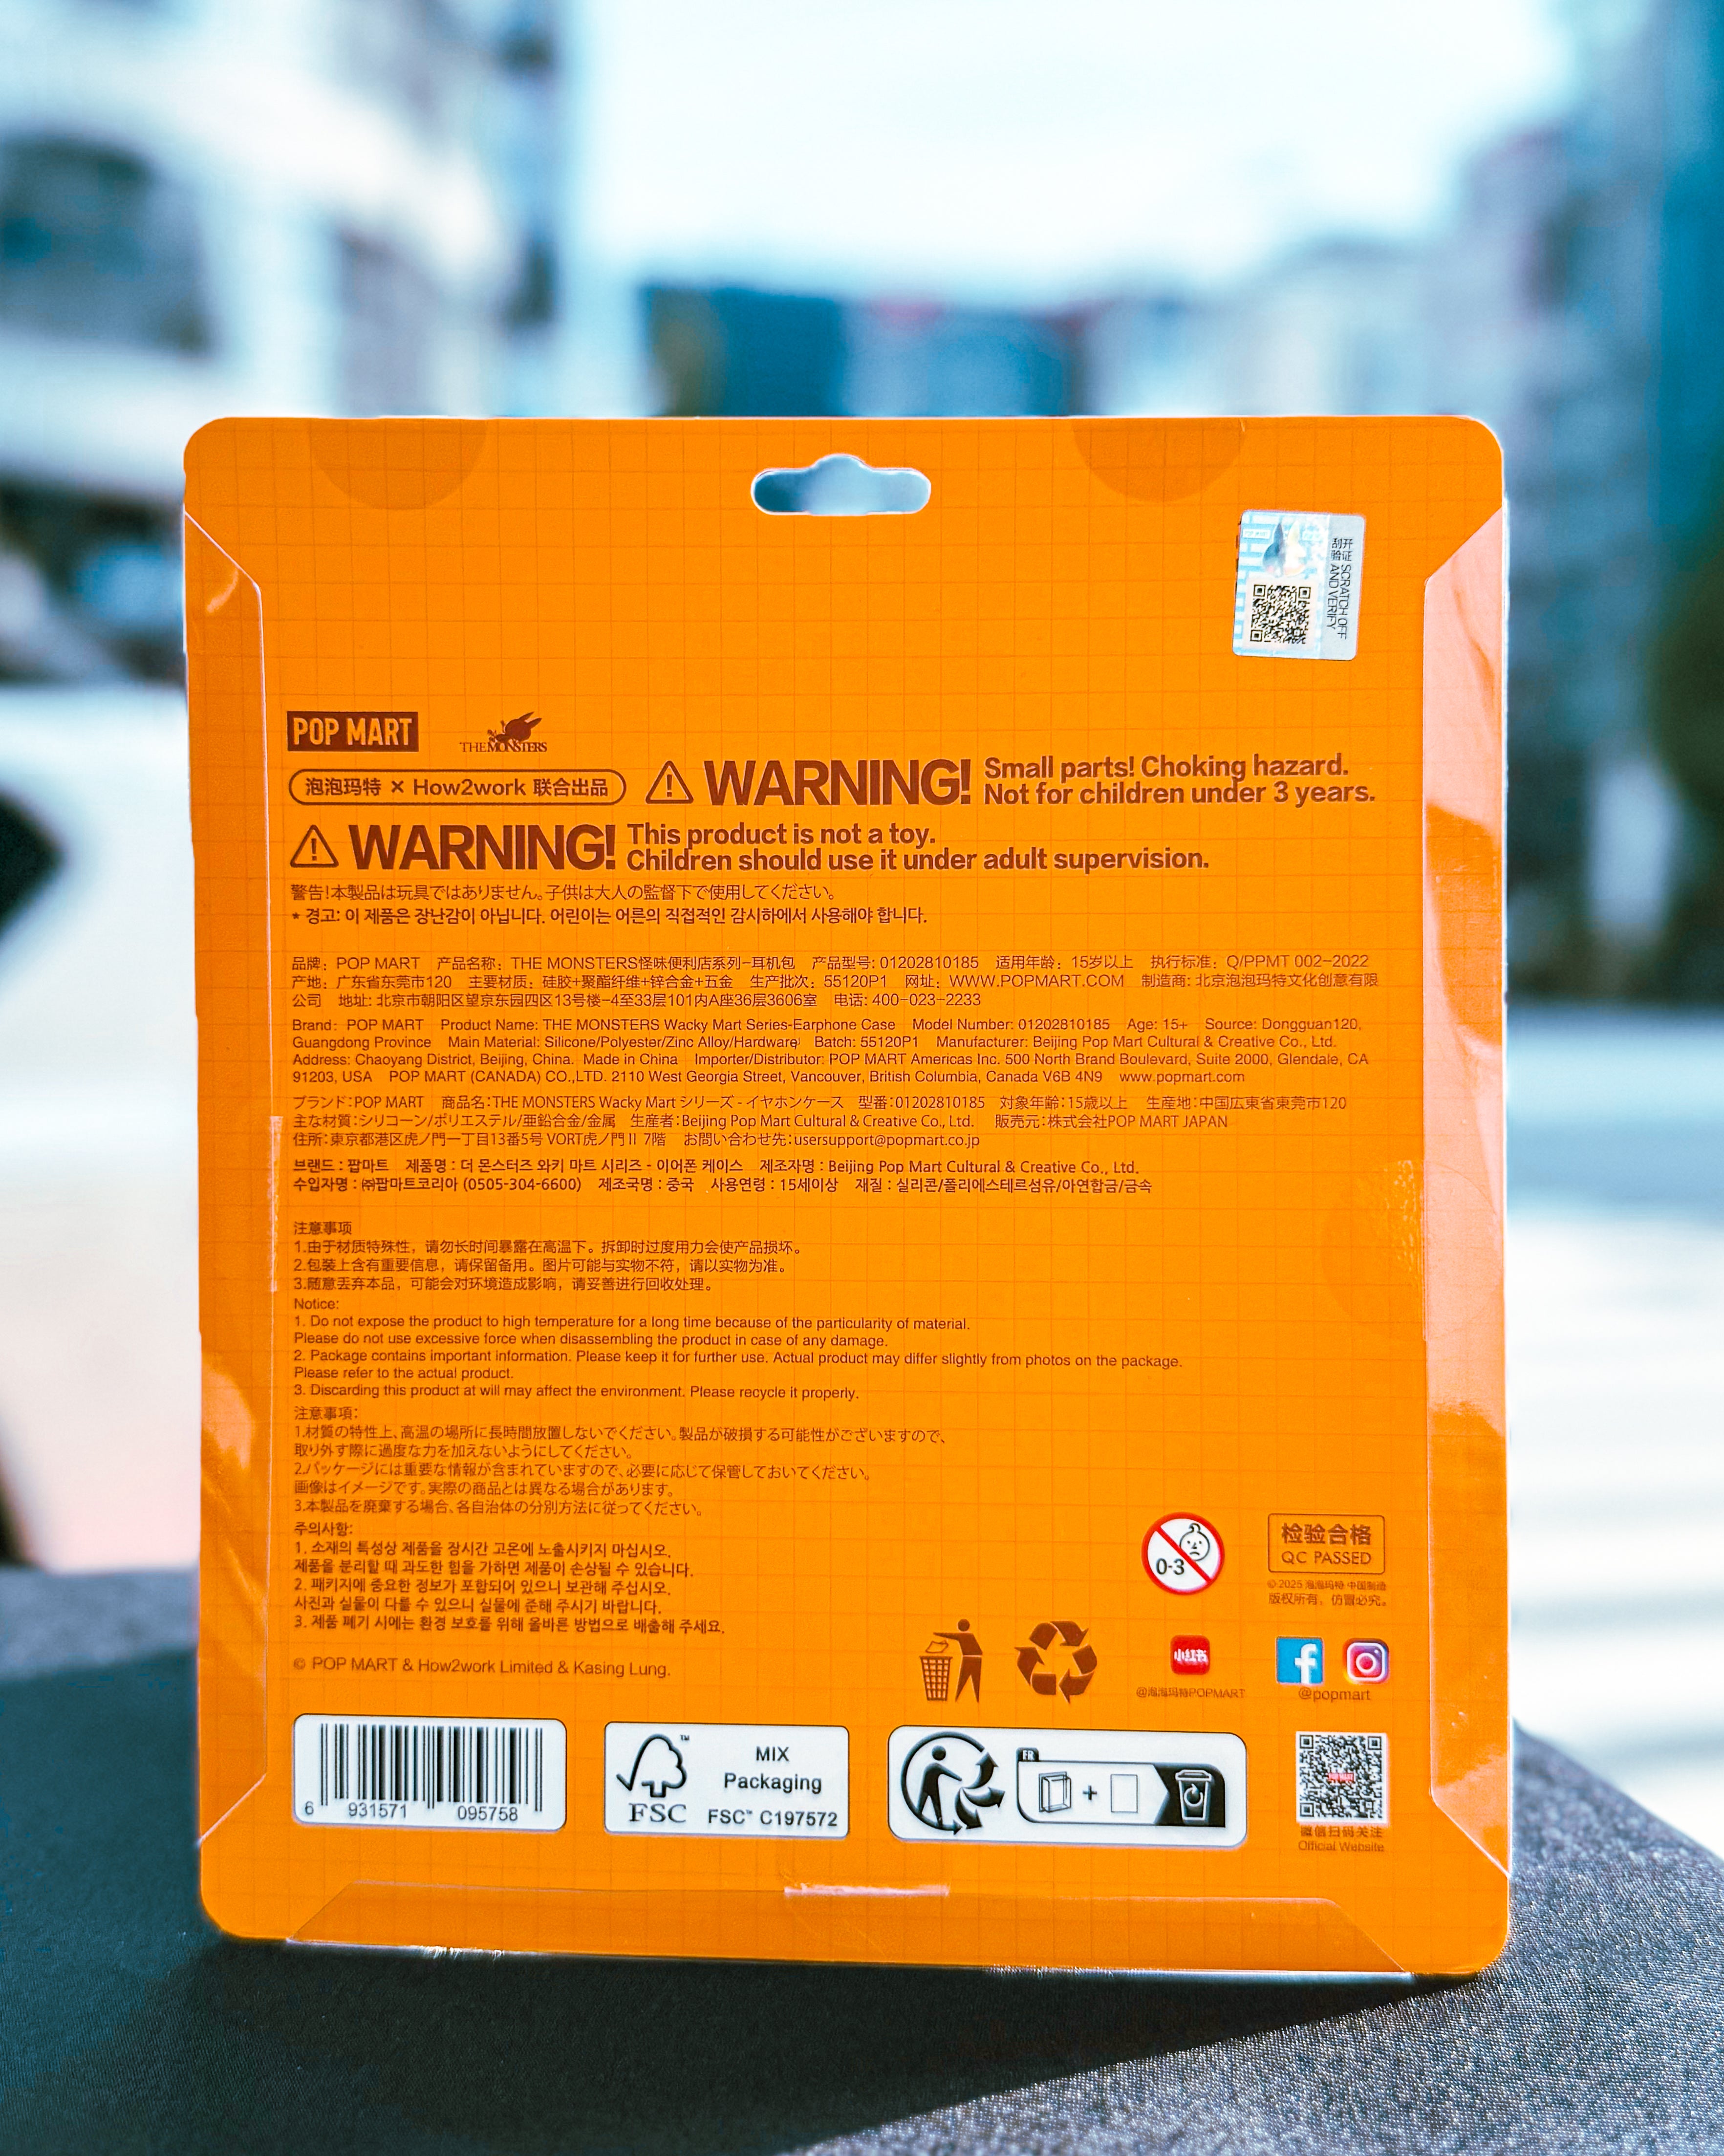 开证 SCRATCH OFF
刮验 AND VERIFY
POP MART
THE MONSTERS
泡泡玛特 × How2work 联合出品
WARNING! Small parts! Choking hazard.
Not for children under 3 years.
WARNING! This product is not a toy.
Children should use it under adult supervision.
警告!本製品は玩具ではありません。子供は大人の監督下で使用してください。
* 경고: 이 제품은 장난감이 아닙니다. 어린이는 어른의 직접적인 감시하에서 사용해야 합니다.
品牌：POP MART 产品名称：THE MONSTERS怪味便利店系列-耳机包 产品型号: 01202810185 适用年龄：15岁以上 执行标准：Q/PPMT 002-2022
产地：广东省东莞市120 主要材质：硅胶+聚酯纤维+锌合金+五金 生产批次：55120P1 网址：WWW.POPMART.COM 制造商: 北京泡泡玛特文化创意有限
公司 地址: 北京市朝阳区望京东园四区13号楼-4至33层101内A座36层3606室 电话: 400-023-2233
Brand: POP MART Product Name: THE MONSTERS Wacky Mart Series-Earphone Case Model Number: 01202810185 Age: 15+ Source: Dongguan120,
Guangdong Province Main Material: Silicone/Polyester/Zinc Alloy/Hardware Batch: 55120P1 Manufacturer: Beijing Pop Mart Cultural & Creative Co., Ltd.
Address: Chaoyang District, Beijing, China. Made in China Importer/Distributor: POP MART Americas Inc. 500 North Brand Boulevard, Suite 2000, Glendale, CA
91203, USA POP MART (CANADA) CO.,LTD. 2110 West Georgia Street, Vancouver, British Columbia, Canada V6B 4N9 www.popmart.com
ブランド:POP MART 商品名:THE MONSTERS Wacky Mart シリーズ - イヤホンケース 型番:01202810185 対象年齢:15歳以上 生産地:中国広東省東莞市120
主な材質:シリコーン/ポリエステル/亜鉛合金/金属 生産者:Beijing Pop Mart Cultural & Creative Co., Ltd. 販売元:株式会社POP MART JAPAN
住所:東京都港区虎ノ門一丁目13番5号 VORT虎ノ門Ⅱ 7階 お問い合わせ先:usersupport@popmart.co.jp
브랜드 : 팝마트 제품명 : 더 몬스터즈 와키 마트 시리즈 - 이어폰 케이스 제조자명 : Beijing Pop Mart Cultural & Creative Co., Ltd.
수입자명 : ㈜팝마트코리아 (0505-304-6600) 제조국명 : 중국 사용연령 : 15세이상 재질 : 실리콘/폴리에스테르섬유/아연합금/금속
注意事项
1.由于材质特殊性，请勿长时间暴露在高温下。拆卸时过度用力会使产品损坏。
2.包装上含有重要信息，请保留备用。图片可能与实物不符，请以实物为准。
3.随意丢弃本品，可能会对环境造成影响，请妥善进行回收处理。
Notice:
1. Do not expose the product to high temperature for a long time because of the particularity of material.
Please do not use excessive force when disassembling the product in case of any damage.
2. Package contains important information. Please keep it for further use. Actual product may differ slightly from photos on the package.
Please refer to the actual product.
3. Discarding this product at will may affect the environment. Please recycle it properly.
注意事項:
1.材質の特性上、高温の場所に長時間放置しないでください。製品が破損する可能性がございますので、
取り外す際に過度な力を加えないようにしてください。
2.パッケージには重要な情報が含まれていますので、必要に応じて保管しておいてください。
画像はイメージです。実際の商品とは異なる場合があります。
3.本製品を廃棄する場合、各自治体の分別方法に従ってください。
주의사항:
1. 소재의 특성상 제품을 장시간 고온에 노출시키지 마십시오.
제품을 분리할 때 과도한 힘을 가하면 제품이 손상될 수 있습니다.
2. 패키지에 중요한 정보가 포함되어 있으니 보관해 주십시오.
사진과 실물이 다를 수 있으니 실물에 준해 주시기 바랍니다.
3. 제품 폐기 시에는 환경 보호를 위해 올바른 방법으로 배출해 주세요.
© POP MART & How2work Limited & Kasing Lung.
0-3
检验合格
QC PASSED
© 2025 泡泡玛特 中国制造
版权所有，仿冒必究。
小红书
@泡泡玛特POPMART
@popmart
6 931571 095758
FSC
MIX
Packaging
FSC™ C197572
FR
微信扫码关注
Official Website